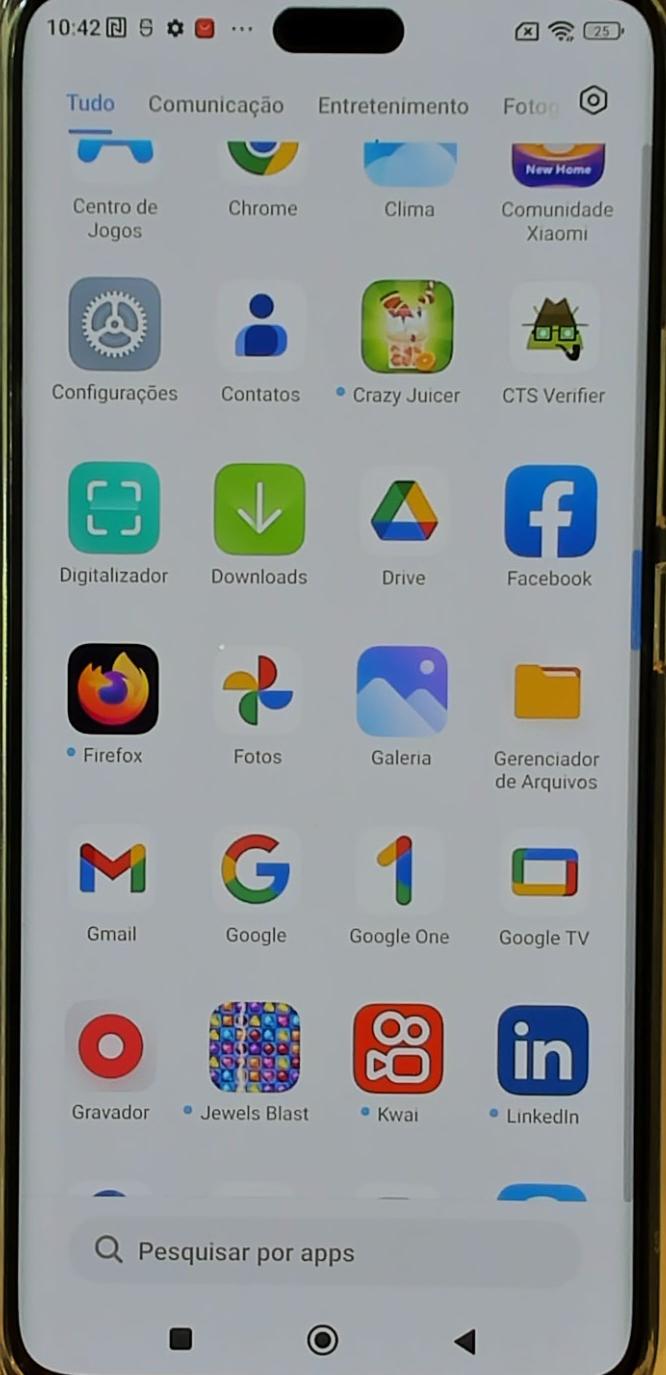 10:42
25
Tudo Comunicação Entretenimento Fotog
New Home
Centro de
Jogos
Chrome
Clima
Comunidade
Xiaomi
Configurações
Contatos
Crazy Juicer
CTS Verifier
Digitalizador
Downloads
Drive
Facebook
Firefox
Fotos
Galeria
Gerenciador
de Arquivos
Gmail
Google
Google One
Google TV
Gravador
Jewels Blast
Kwai
in
LinkedIn
Pesquisar por apps